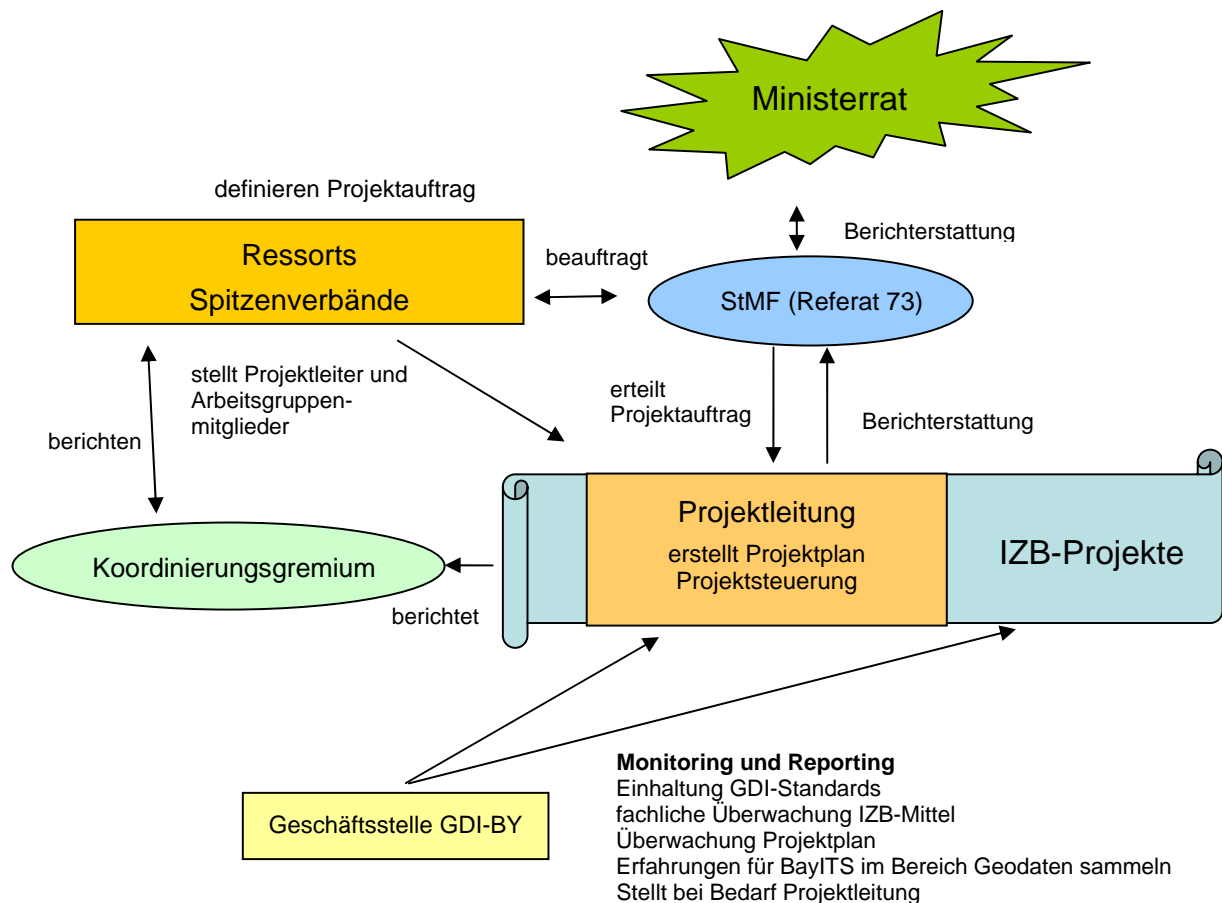 Ministerrat
definieren Projektauftrag
Berichterstattung
Ressorts
Spitzenverbände
beauftragt
StMF (Referat 73)
stellt Projektleiter und
Arbeitsgruppen-
mitglieder
erteilt
Projektauftrag
Berichterstattung
berichten
Projektleitung
erstellt Projektplan
Projektsteuerung
IZB-Projekte
Koordinierungsgremium
berichtet
Geschäftsstelle GDI-BY
Monitoring und Reporting
Einhaltung GDI-Standards
fachliche Überwachung IZB-Mittel
Überwachung Projektplan
Erfahrungen für BayITS im Bereich Geodaten sammeln
Stellt bei Bedarf Projektleitung